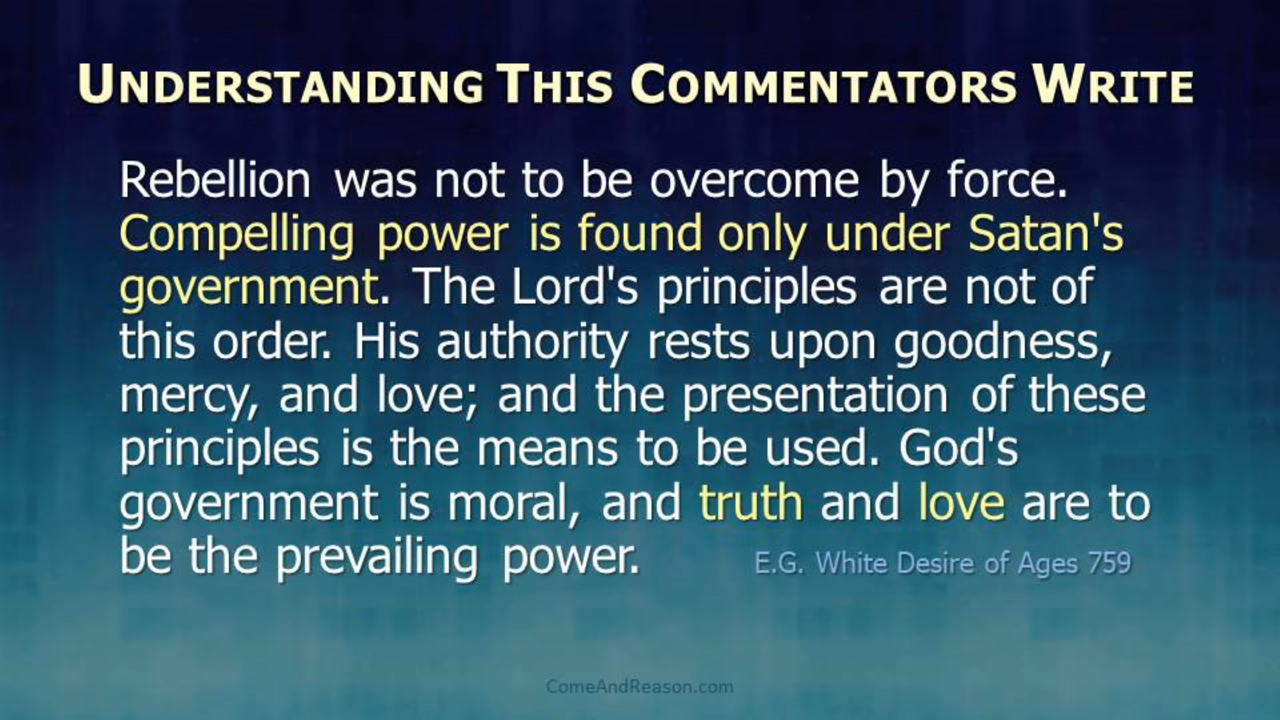 UNDERSTANDING THIS COMMENTATORS WRITE
Rebellion was not to be overcome by force.
Compelling power is found only under Satan's
government. The Lord's principles are not of
this order. His authority rests upon goodness,
mercy, and love; and the presentation of these
principles is the means to be used. God's
government is moral, and truth and love are to
be the prevailing power. E.G. White Desire of Ages 759
ComeAndReason.com